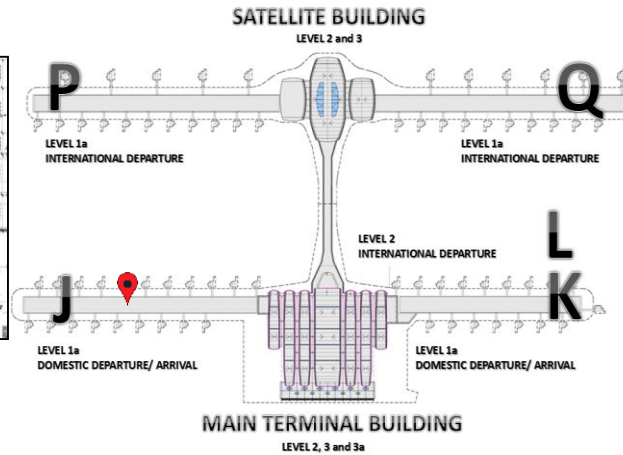 SATELLITE BUILDING
LEVEL 2 and 3
P
Q
LEVEL 1a
INTERNATIONAL DEPARTURE
LEVEL 1a
INTERNATIONAL DEPARTURE
LEVEL 2
INTERNATIONAL DEPARTURE
L
J
K
LEVEL 1a
DOMESTIC DEPARTURE/ ARRIVAL
LEVEL 1a
DOMESTIC DEPARTURE/ ARRIVAL
MAIN TERMINAL BUILDING
LEVEL 2, 3 and 3a